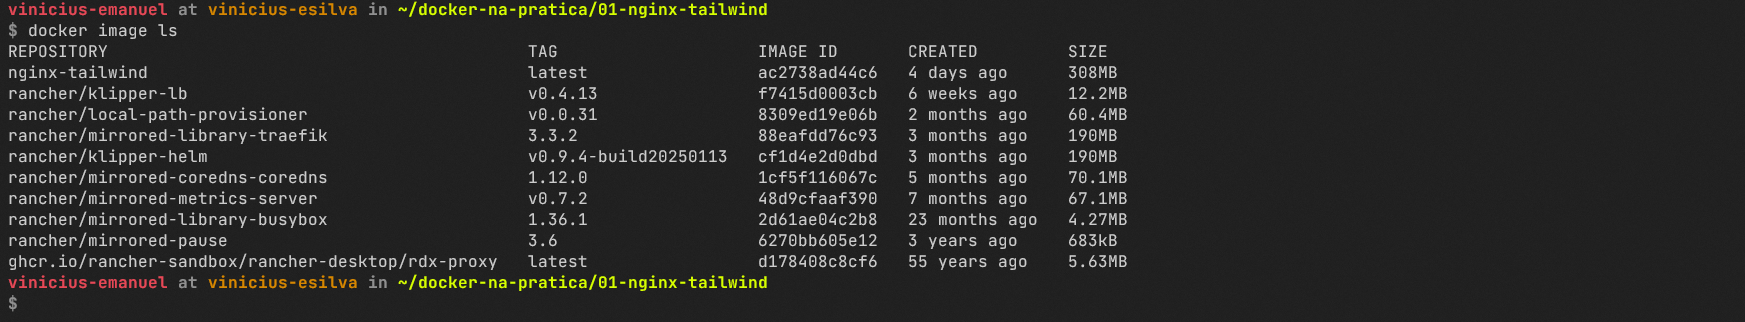 vinicius-emanuel at vinicius-esilva in ~/docker-na-pratica/01-nginx-tailwind
$ docker image ls
REPOSITORY TAG IMAGE ID CREATED SIZE
nginx-tailwind latest ac2738ad44c6 4 days ago 308MB
rancher/klipper-lb v0.4.13 f7415d0003cb 6 weeks ago 12.2MB
rancher/local-path-provisioner v0.0.31 8309ed19e06b 2 months ago 60.4MB
rancher/mirrored-library-traefik 3.3.2 88eafdd76c93 3 months ago 190MB
rancher/klipper-helm v0.9.4-build20250113 cf1d4e2d0dbd 3 months ago 190MB
rancher/mirrored-coredns-coredns 1.12.0 1cf5f116067c 5 months ago 70.1MB
rancher/mirrored-metrics-server v0.7.2 48d9cfaaf390 7 months ago 67.1MB
rancher/mirrored-library-busybox 1.36.1 2d61ae04c2b8 23 months ago 4.27MB
rancher/mirrored-pause 3.6 6270bb605e12 3 years ago 683kB
ghcr.io/rancher-sandbox/rancher-desktop/rdx-proxy latest d178408c8cf6 55 years ago 5.63MB
vinicius-emanuel at vinicius-esilva in ~/docker-na-pratica/01-nginx-tailwind
$